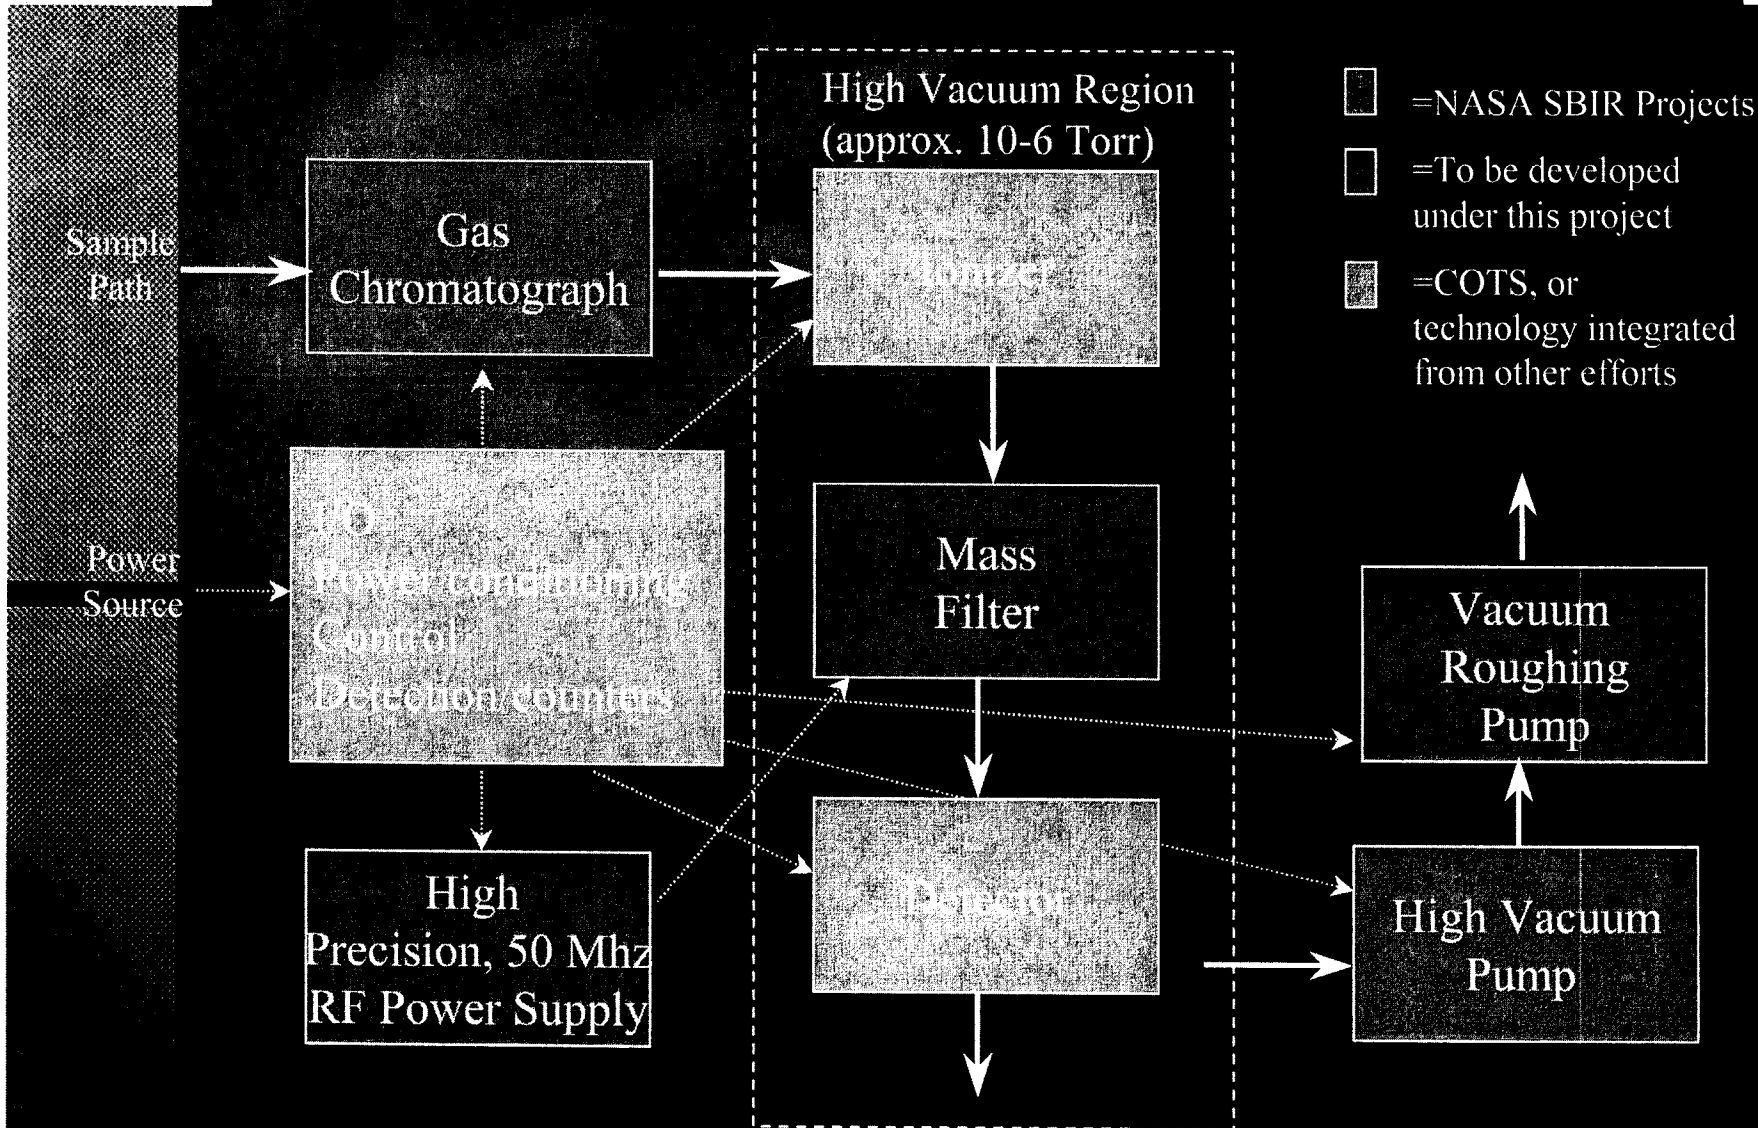 High Vacuum Region
(approx. 10-6 Torr)
=NASA SBIR Projects
=To be developed
under this project
=COTS, or
technology integrated
from other efforts
Sample
Path
Gas
Chromatograph
Ionizer
I/O
Power conditioning
Control
Detection/counters
Power
Source
Mass
Filter
Vacuum
Roughing
Pump
High
Precision, 50 Mhz
RF Power Supply
Detector
High Vacuum
Pump